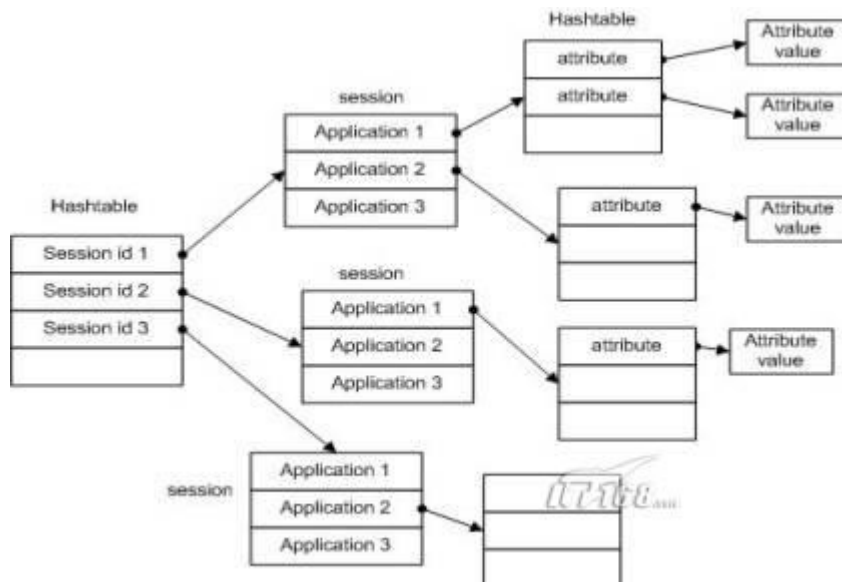 Hashtable
Session id 1
Session id 2
Session id 3
session
Application 1
Application 2
Application 3
Hashtable
attribute
attribute
Attribute
value
Attribute
value
attribute
Attribute
value
session
Application 1
Application 2
Application 3
attribute
Attribute
value
session
Application 1
Application 2
Application 3